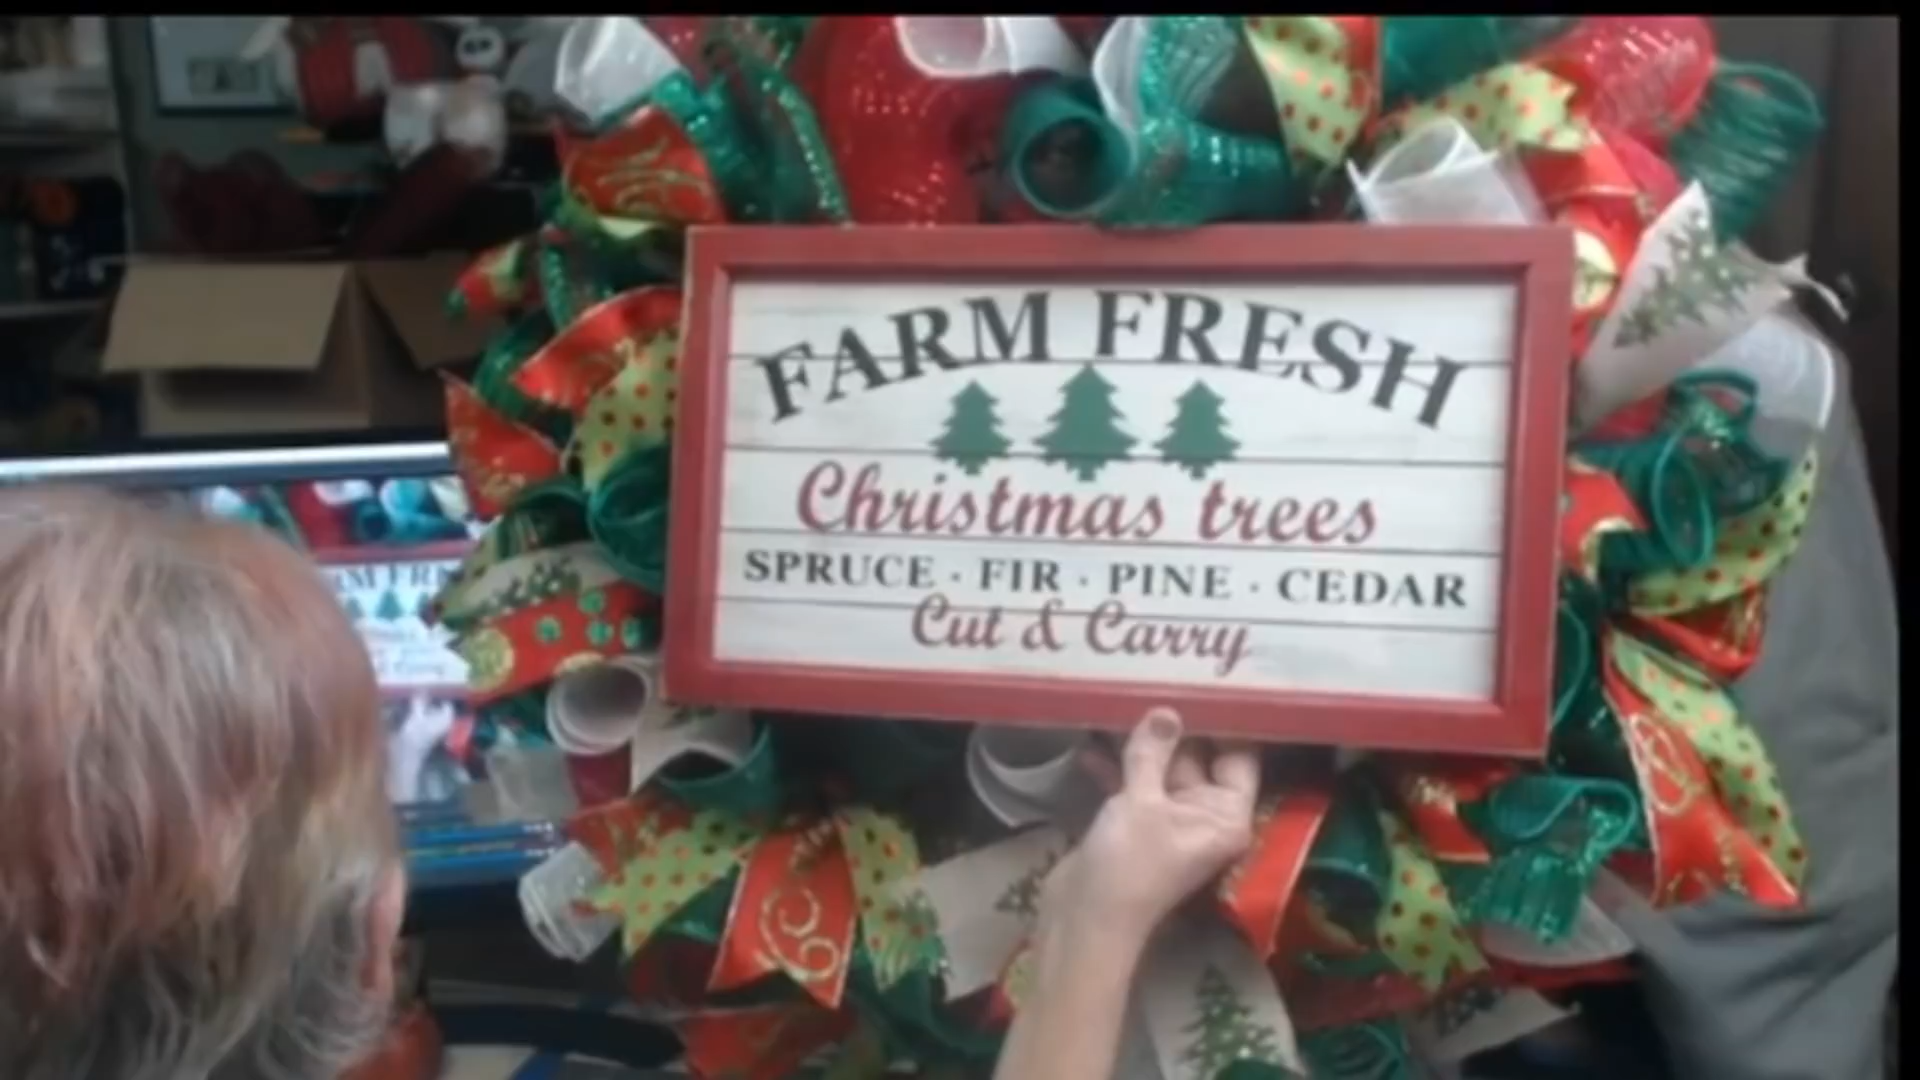 FARM FRESH
Christmas trees
SPRUCE · FIR · PINE · CEDAR
Cut & Carry